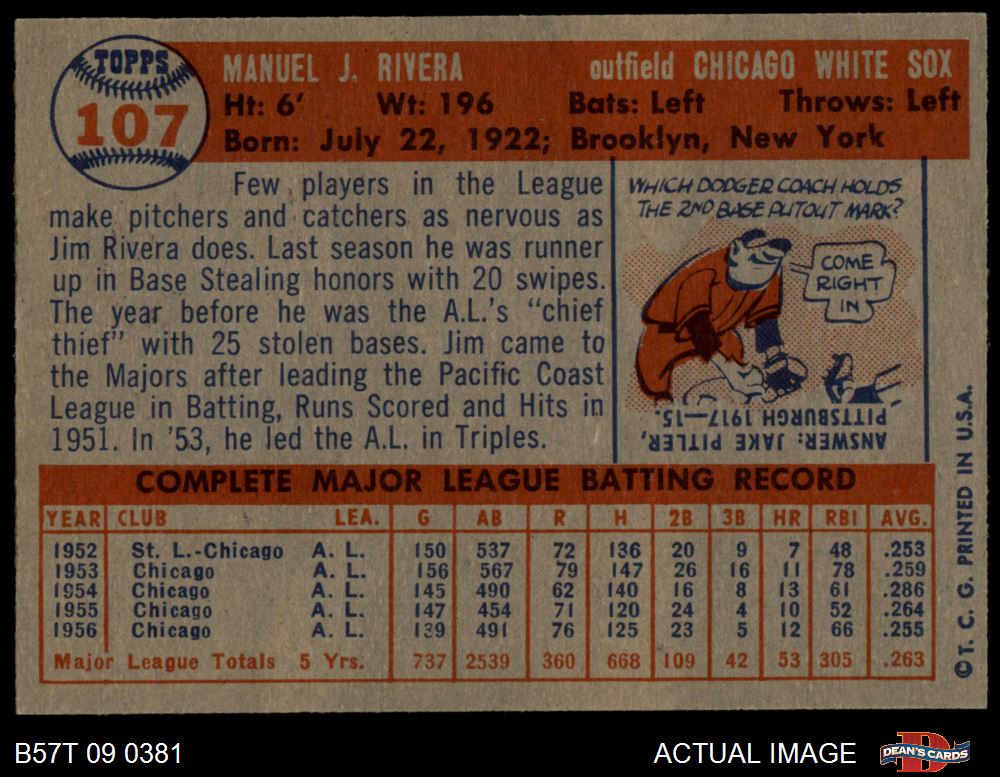 TOPPS
107
MANUEL J. RIVERA outfield CHICAGO WHITE SOX
Ht: 6' Wt: 196 Bats: Left Throws: Left
Born: July 22, 1922; Brooklyn, New York
Few players in the League
make pitchers and catchers as nervous as
Jim Rivera does. Last season he was runner
up in Base Stealing honors with 20 swipes.
The year before he was the A.L.'s "chief
thief" with 25 stolen bases. Jim came to
the Majors after leading the Pacific Coast
League in Batting, Runs Scored and Hits in
1951. In '53, he led the A.L. in Triples.
WHICH DODGER COACH HOLDS
THE 2ND BASE PUTOUT MARK?
COME
RIGHT
IN
ANSWER: JAKE PITLER,
PITTSBURGH 1917—15.
COMPLETE MAJOR LEAGUE BATTING RECORD
YEAR CLUB LEA. G AB R H 2B 3B HR RBI AVG.
1952 St. L.-Chicago A. L. 150 537 72 136 20 9 7 48 .253
1953 Chicago A. L. 156 567 79 147 26 16 11 78 .259
1954 Chicago A. L. 145 490 62 140 16 8 13 61 .286
1955 Chicago A. L. 147 454 71 120 24 4 10 52 .264
1956 Chicago A. L. 139 491 76 125 23 5 12 66 .255
Major League Totals 5 Yrs. 737 2539 360 668 109 42 53 305 .263
©T. C. G. PRINTED IN U.S.A.
B57T 09 0381 ACTUAL IMAGE
DEAN'S CARDS